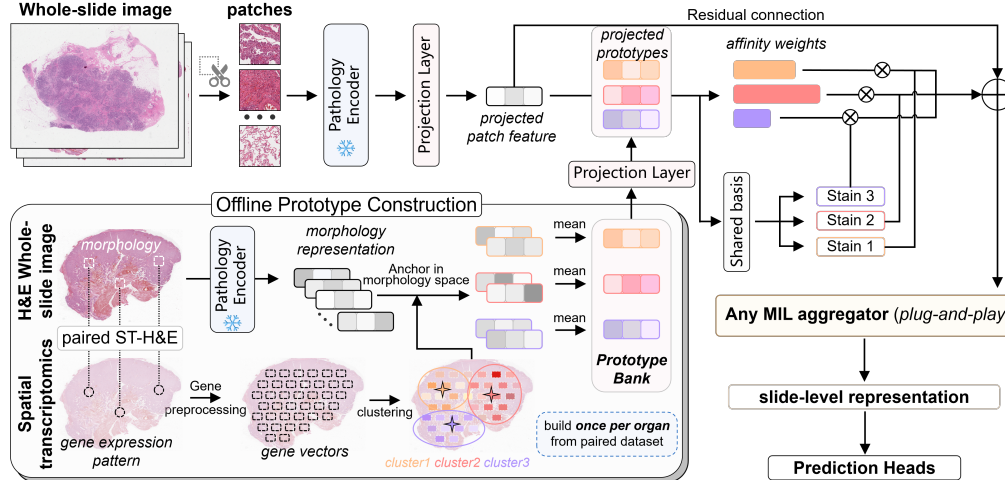 Whole-slide image
patches
Pathology
Encoder
Projection Layer
projected
patch feature
projected
prototypes
Residual connection
affinity weights
Projection Layer
Shared basis
Stain 3
Stain 2
Stain 1
Any MIL aggregator (plug-and-play
slide-level representation
Prediction Heads
Offline Prototype Construction
H&E Whole-
slide image
morphology
Pathology
Encoder
morphology
representation
Anchor in
morphology space
mean
mean
mean
Prototype
Bank
paired ST-H&E
Spatial
transcriptomics
gene expression
pattern
Gene
preprocessing
gene vectors
clustering
cluster1 cluster2 cluster3
build once per organ
from paired dataset